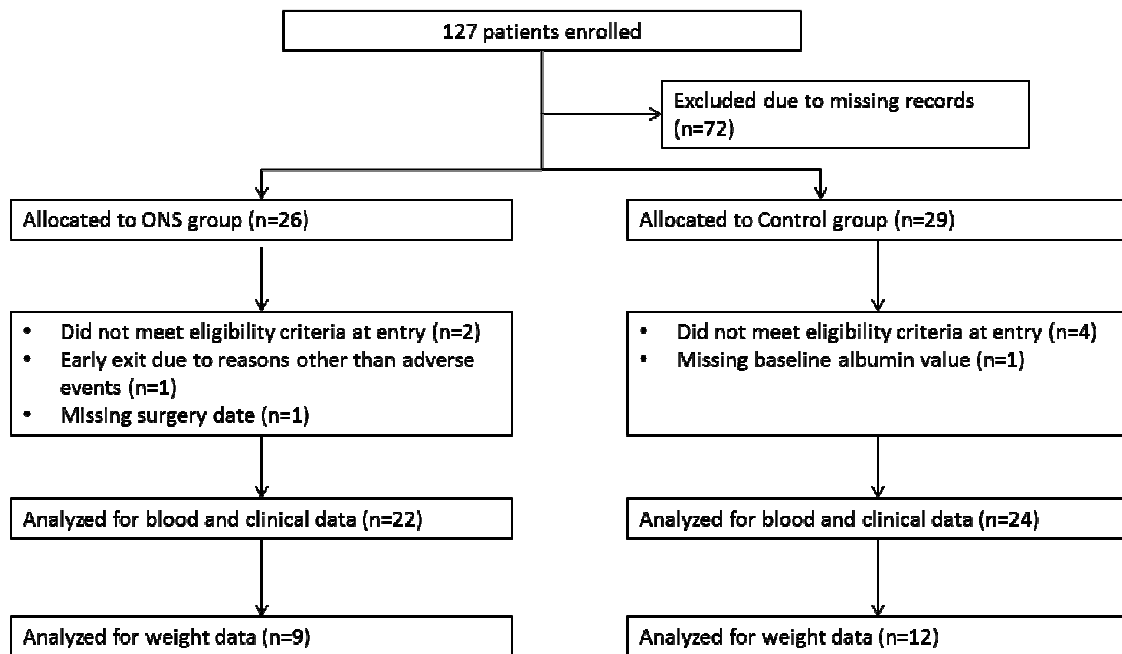 127 patients enrolled
Excluded due to missing records
(n=72)
Allocated to ONS group (n=26)
Allocated to Control group (n=29)
• Did not meet eligibility criteria at entry (n=2)
• Early exit due to reasons other than adverse
events (n=1)
• Missing surgery date (n=1)
• Did not meet eligibility criteria at entry (n=4)
• Missing baseline albumin value (n=1)
Analyzed for blood and clinical data (n=22)
Analyzed for blood and clinical data (n=24)
Analyzed for weight data (n=9)
Analyzed for weight data (n=12)